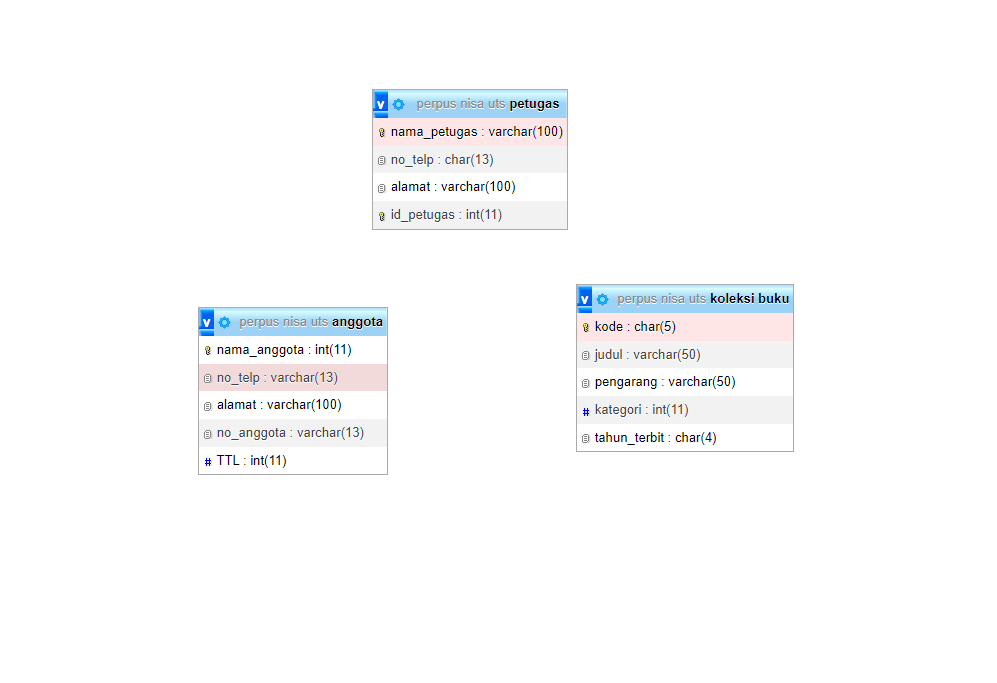 v perpus nisa uts petugas
nama_petugas : varchar(100)
no_telp : char(13)
alamat : varchar(100)
id_petugas : int(11)
v perpus nisa uts anggota
nama_anggota : int(11)
no_telp : varchar(13)
alamat : varchar(100)
no_anggota : varchar(13)
# TTL : int(11)
v perpus nisa uts koleksi buku
kode : char(5)
judul : varchar(50)
pengarang : varchar(50)
# kategori : int(11)
tahun_terbit : char(4)